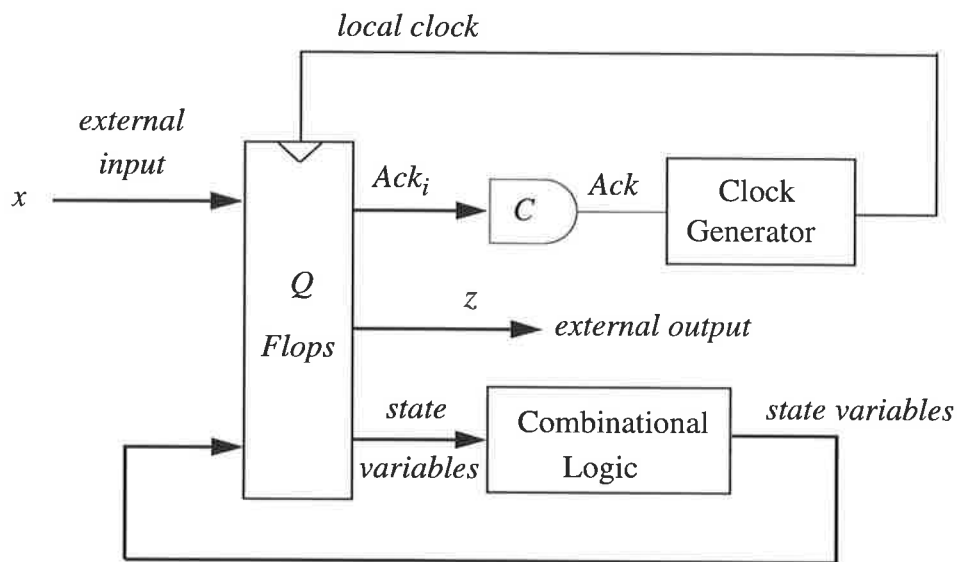 local clock
external
input
x
Ack_i
C
Ack
Clock
Generator
Q
Flops
z
external output
state
variables
Combinational
Logic
state variables